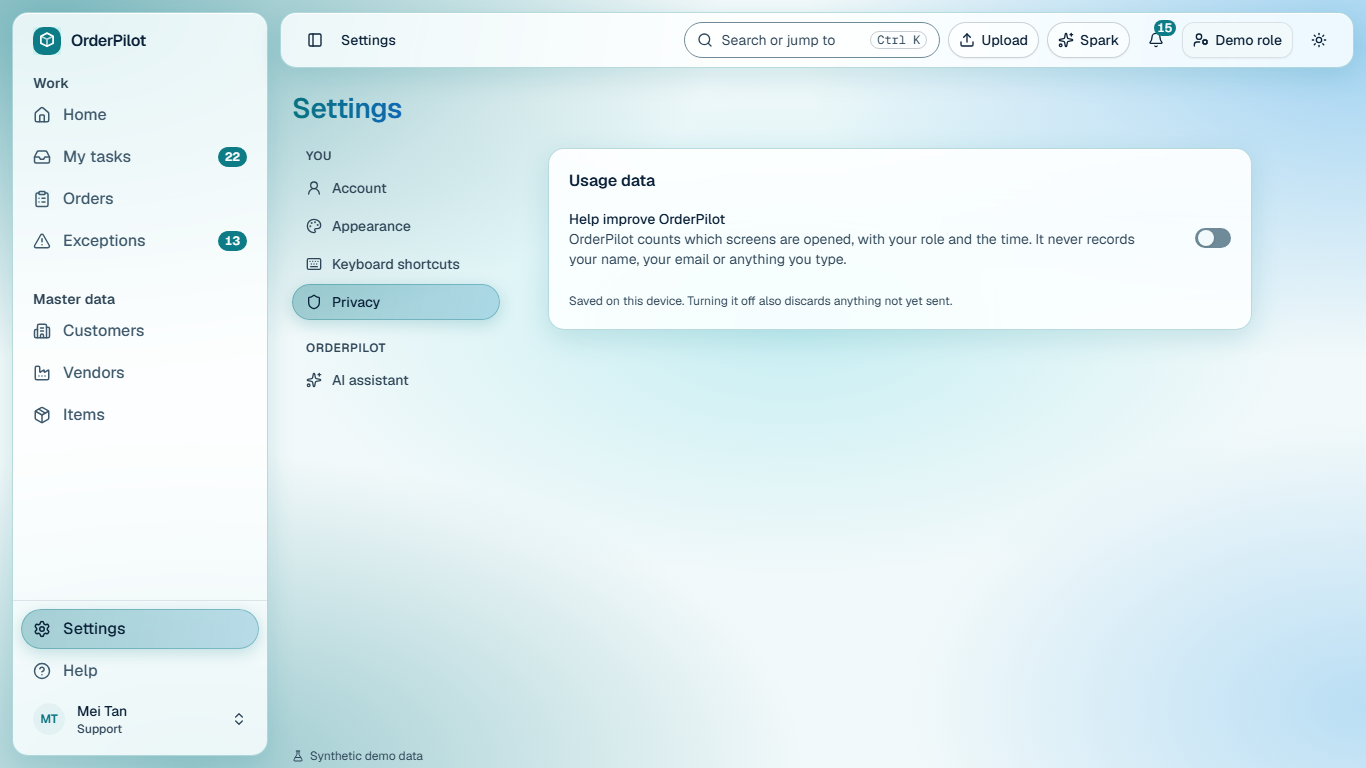 OrderPilot
Work
Home
My tasks
22
Orders
Exceptions
13
Master data
Customers
Vendors
Items
Settings
Help
MT
Mei Tan
Support
Settings
Search or jump to
Ctrl K
Upload
Spark
15
Demo role
Settings
YOU
Account
Appearance
Keyboard shortcuts
Privacy
ORDERPILOT
AI assistant
Usage data
Help improve OrderPilot
OrderPilot counts which screens are opened, with your role and the time. It never records
your name, your email or anything you type.
Saved on this device. Turning it off also discards anything not yet sent.
Synthetic demo data